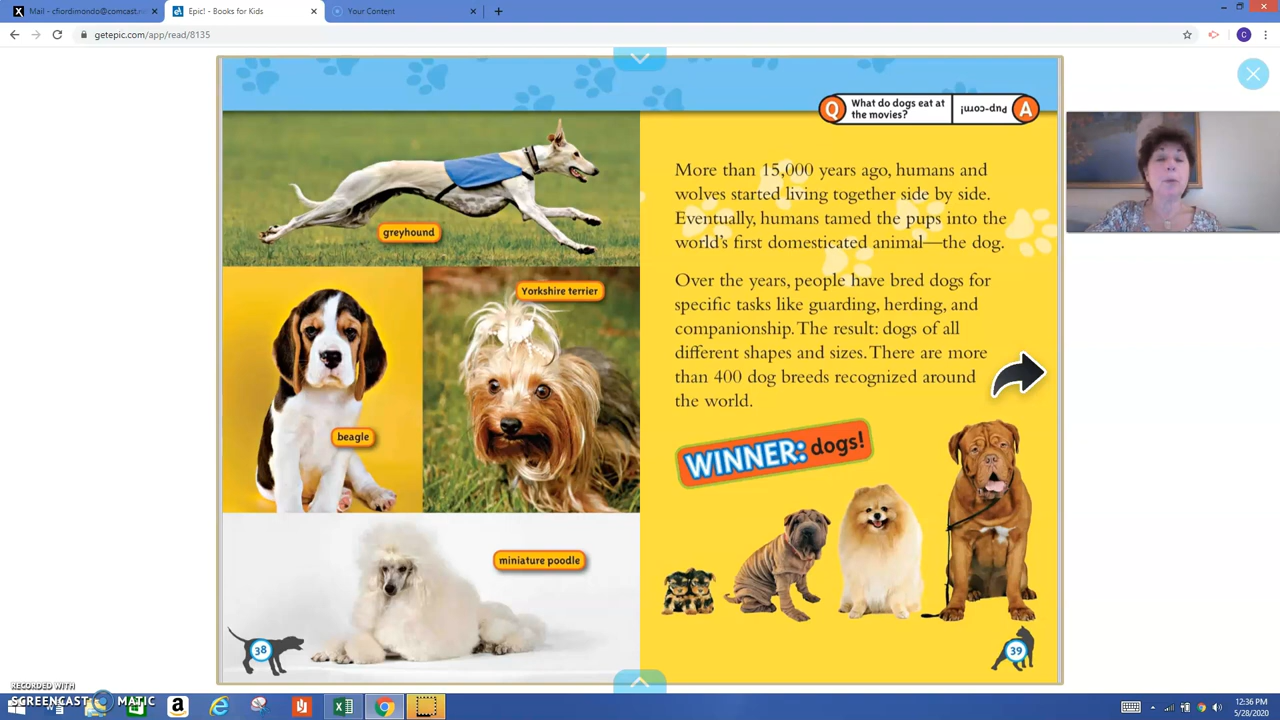 Mail - cfiordimondo@comcast.n
Epic! - Books for Kids
Your Content
getepic.com/app/read/8135
C
Q
What do dogs eat at
the movies?
Pup-corn!
A
greyhound
More than 15,000 years ago, humans and
wolves started living together side by side.
Eventually, humans tamed the pups into the
world's first domesticated animal—the dog.
Yorkshire terrier
Over the years, people have bred dogs for
specific tasks like guarding, herding, and
companionship. The result: dogs of all
different shapes and sizes. There are more
than 400 dog breeds recognized around
the world.
beagle
WINNER: dogs!
miniature poodle
38
39
RECORDED WITH
SCREENCAST MATIC
12:36 PM
5/28/2020